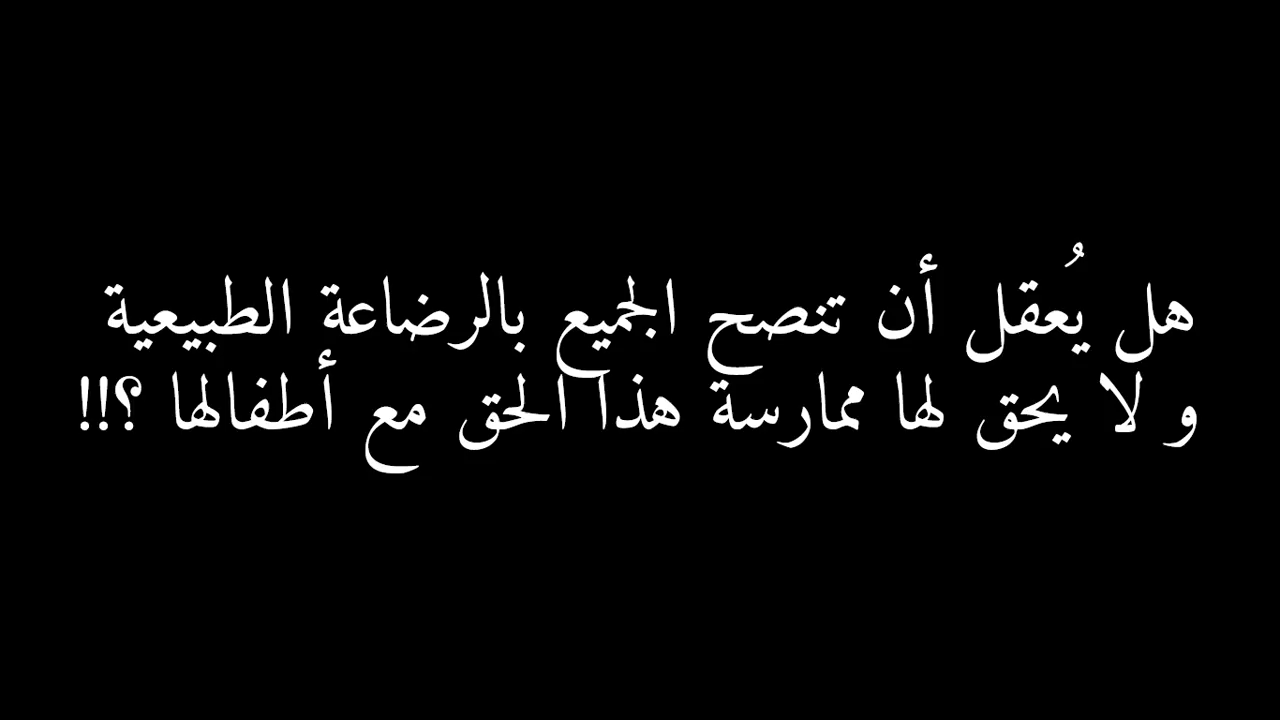 هل يُعقل أن تنصح الجميع بالرضاعة الطبيعية
و لا يحق لها ممارسة هذا الحق مع أطفالها ؟!!